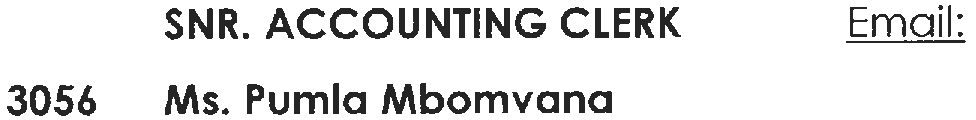 SNR. ACCOUNTING CLERK Email:
3056 Ms. Pumla Mbomvana